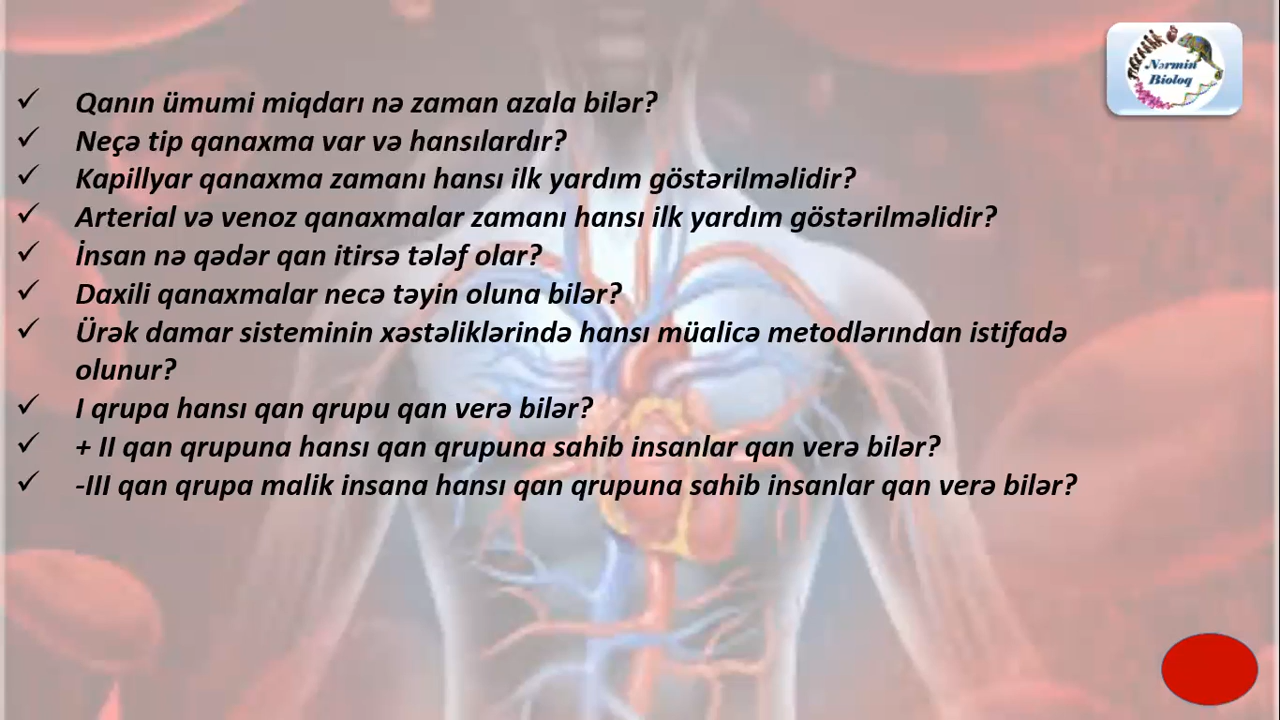 Nərmin
Bioloq
✓ Qanın ümumi miqdarı nə zaman azala bilər?
✓ Neçə tip qanaxma var və hansılardır?
✓ Kapillyar qanaxma zamanı hansı ilk yardım göstərilməlidir?
✓ Arterial və venoz qanaxmalar zamanı hansı ilk yardım göstərilməlidir?
✓ İnsan nə qədər qan itirsə tələf olar?
✓ Daxili qanaxmalar necə təyin oluna bilər?
✓ Ürək damar sisteminin xəstəliklərində hansı müalicə metodlərından istifadə
olunur?
✓ I qrupa hansı qan qrupu qan verə bilər?
✓ + II qan qrupuna hansı qan qrupuna sahib insanlar qan verə bilər?
✓ -III qan qrupa malik insana hansı qan qrupuna sahib insanlar qan verə bilər?